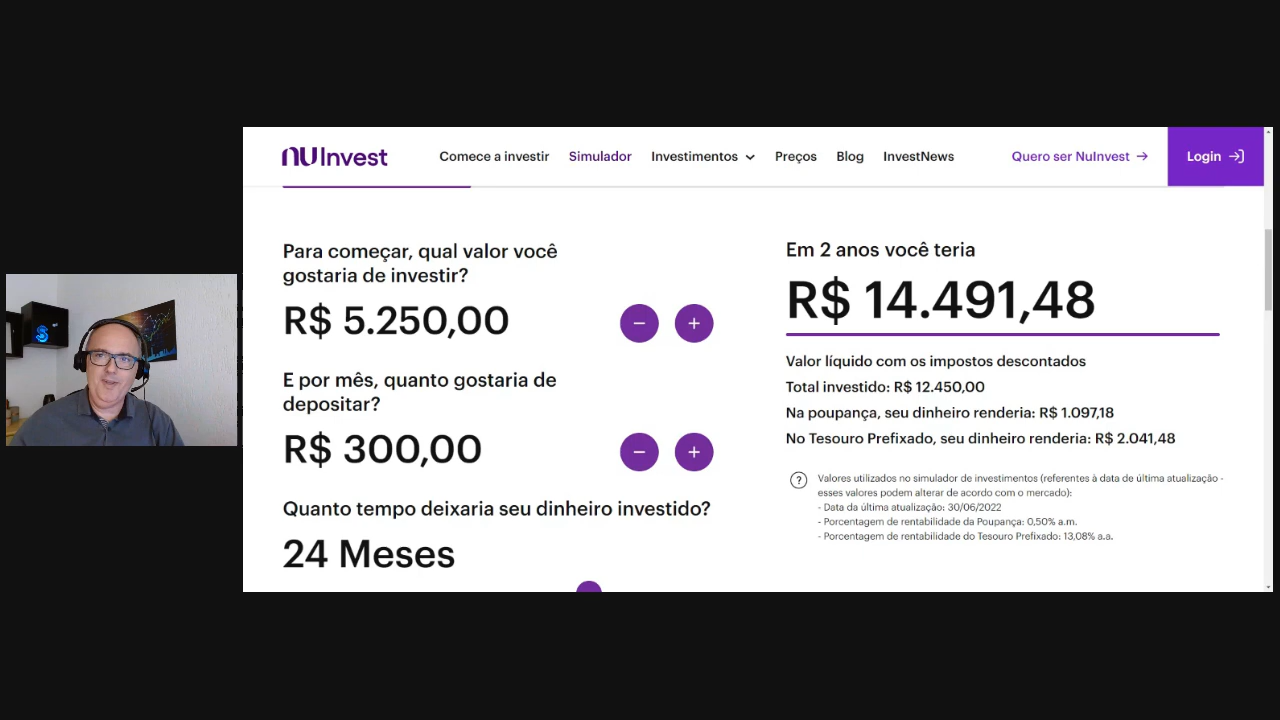 nuInvest
Comece a investir
Simulador
Investimentos
Preços
Blog
InvestNews
Quero ser NuInvest
Login
Para começar, qual valor você
gostaria de investir?
R$ 5.250,00
E por mês, quanto gostaria de
depositar?
R$ 300,00
Quanto tempo deixaria seu dinheiro investido?
24 Meses
Em 2 anos você teria
R$ 14.491,48
Valor líquido com os impostos descontados
Total investido: R$ 12.450,00
Na poupança, seu dinheiro renderia: R$ 1.097,18
No Tesouro Prefixado, seu dinheiro renderia: R$ 2.041,48
Valores utilizados no simulador de investimentos (referentes à data de última atualização -
esses valores podem alterar de acordo com o mercado):
- Data da última atualização: 30/06/2022
- Porcentagem de rentabilidade da Poupança: 0,50% a.m.
- Porcentagem de rentabilidade do Tesouro Prefixado: 13,08% a.a.